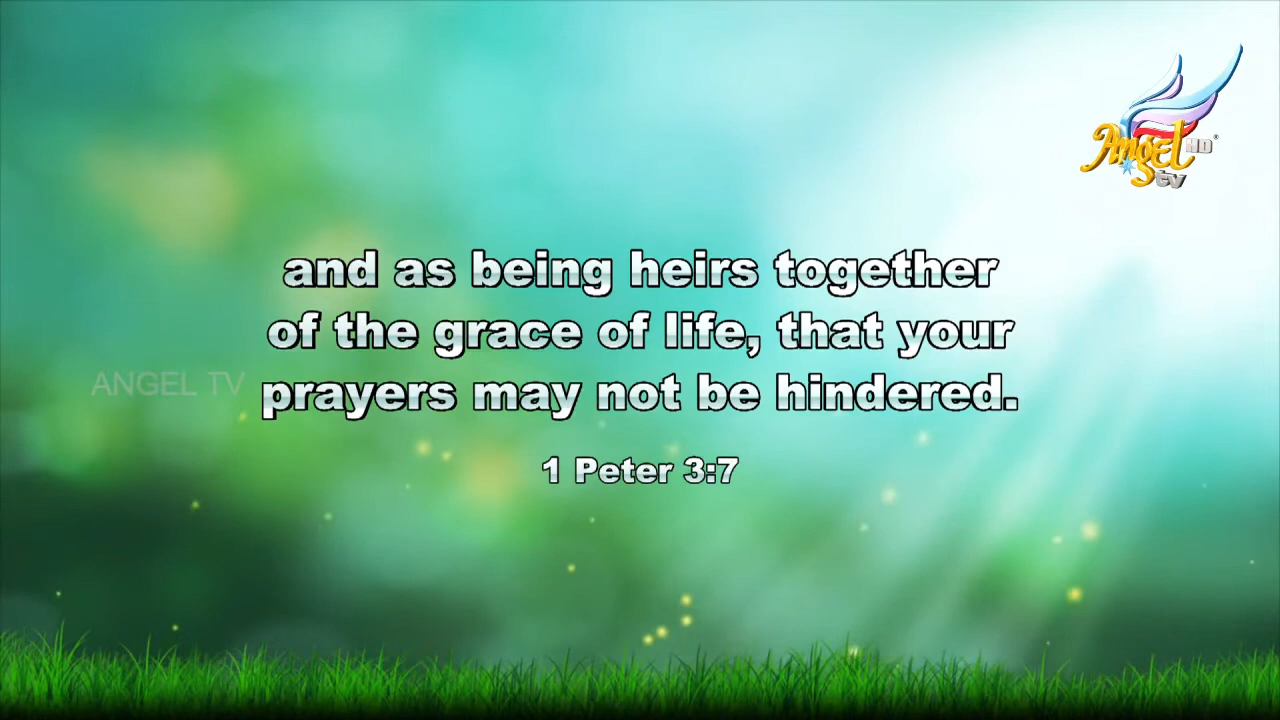 Angel HD
tv
and as being heirs together
of the grace of life, that your
ANGEL TV
prayers may not be hindered.
1 Peter 3:7